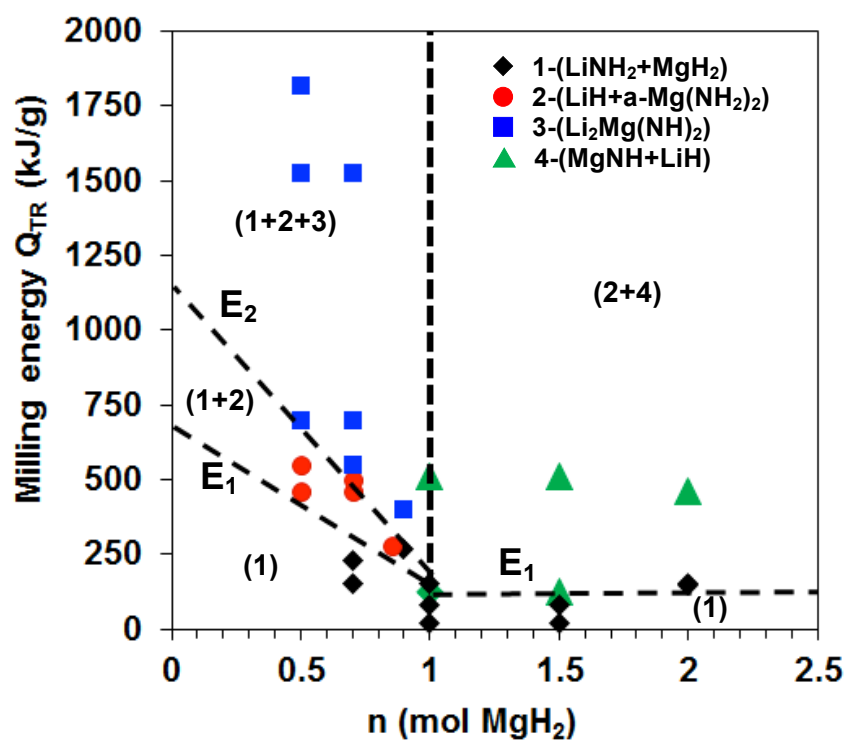 2000
1750
1500
1250
1000
750
500
250
0
Milling energy Q_TR (kJ/g)
1-(LiNH₂+MgH₂)
2-(LiH+a-Mg(NH₂)₂)
3-(Li₂Mg(NH)₂)
4-(MgNH+LiH)
(1+2+3)
(2+4)
E₂
(1+2)
E₁
(1)
E₁
(1)
0 0.5 1 1.5 2 2.5
n (mol MgH₂)